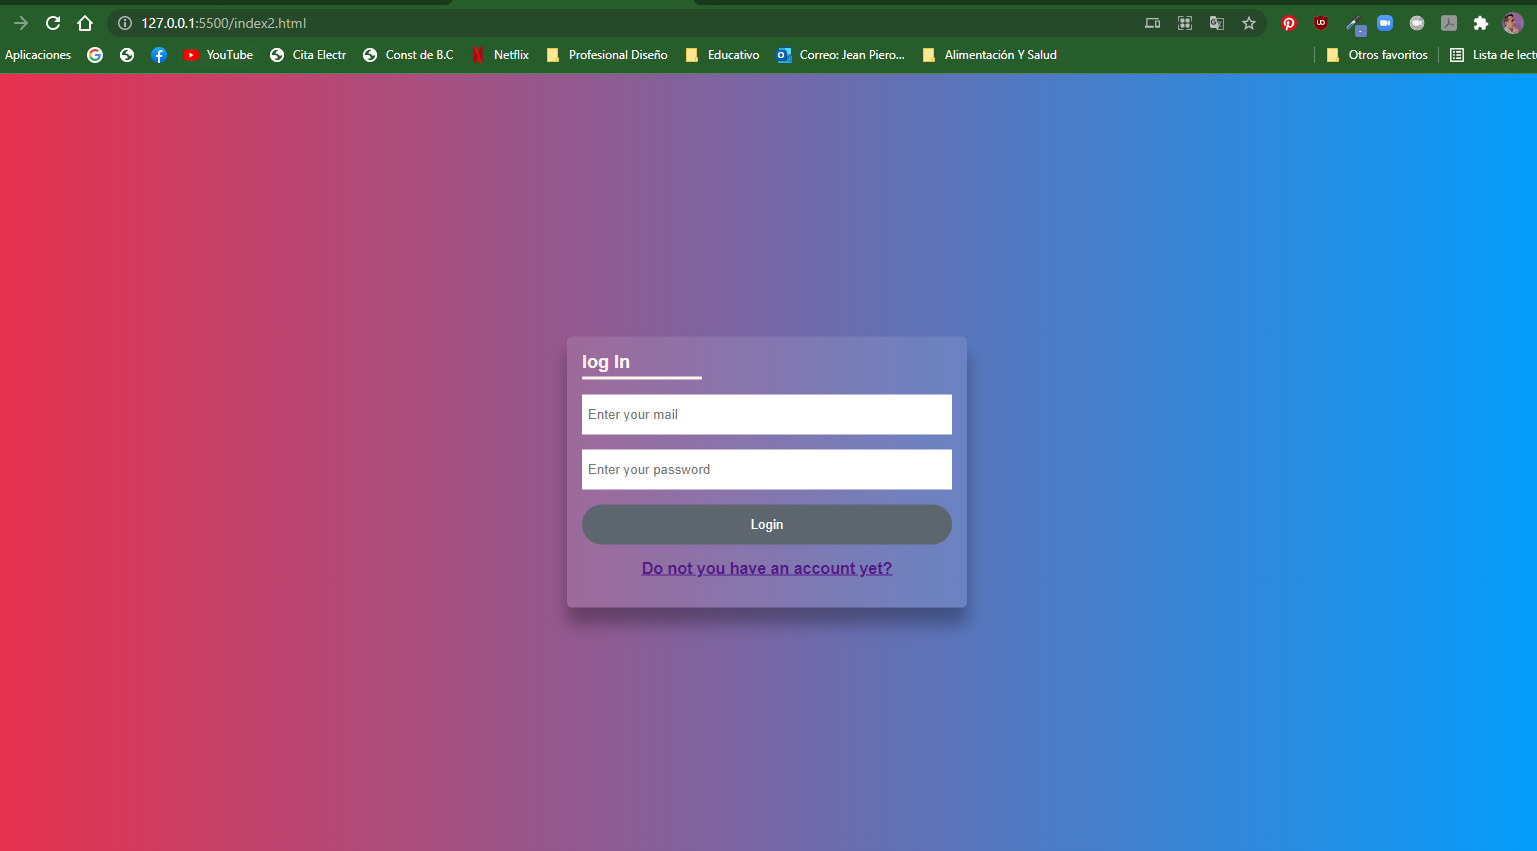 127.0.0.1:5500/index2.html
Aplicaciones YouTube Cita Electr Const de B.C Netflix Profesional Diseño Educativo Correo: Jean Piero... Alimentación Y Salud Otros favoritos Lista de lect
log In
Enter your mail
Enter your password
Login
Do not you have an account yet?